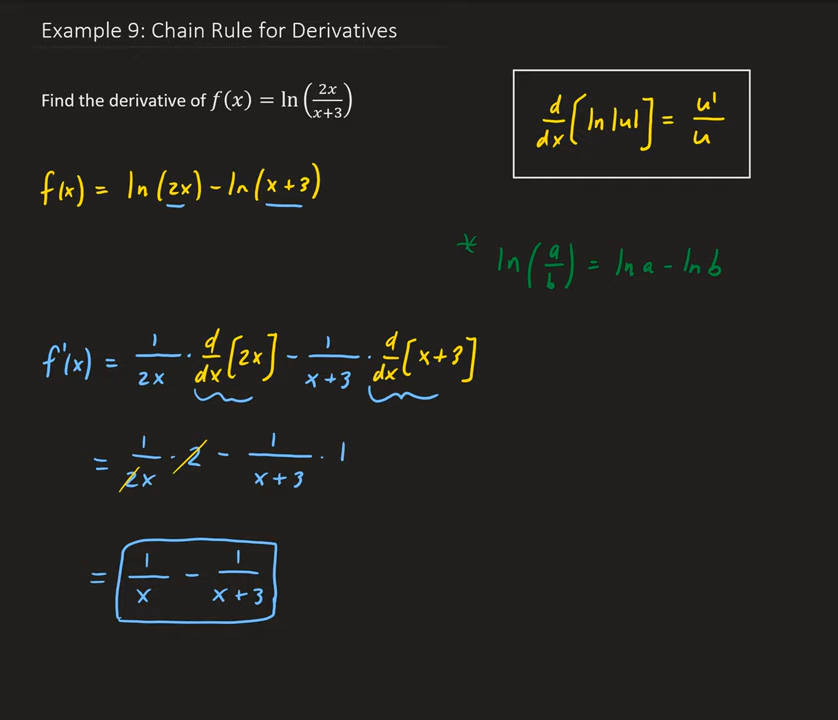 Example 9: Chain Rule for Derivatives
Find the derivative of f(x) = ln(2x/(x+3))
d/dx [ln|u|] = u'/u
f(x) = ln(2x) - ln(x+3)
* ln(a/b) = ln a - ln b
f'(x) = 1/2x · d/dx [2x] - 1/(x+3) · d/dx [x+3]
= 1/2x · 2 - 1/(x+3) · 1
= 1/x - 1/(x+3)